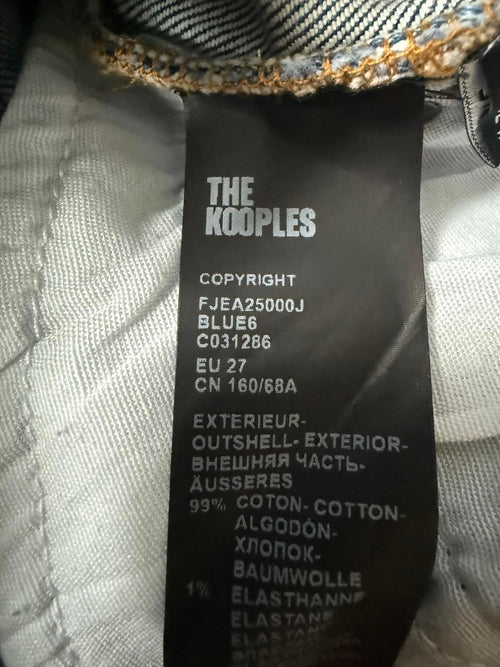 THE
KOOPLES
COPYRIGHT
FJEA25000J
BLUE6
C031286
EU 27
CN 160/68A
EXTERIEUR-
OUTSHELL- EXTERIOR-
ВНЕШНЯЯ ЧАСТЬ-
ÄUSSERES
99% COTON- COTTON-
ALGODÓN-
ХЛОПОК-
BAUMWOLLE
1% ELASTHANNE
ELASTANE
ELASTANE